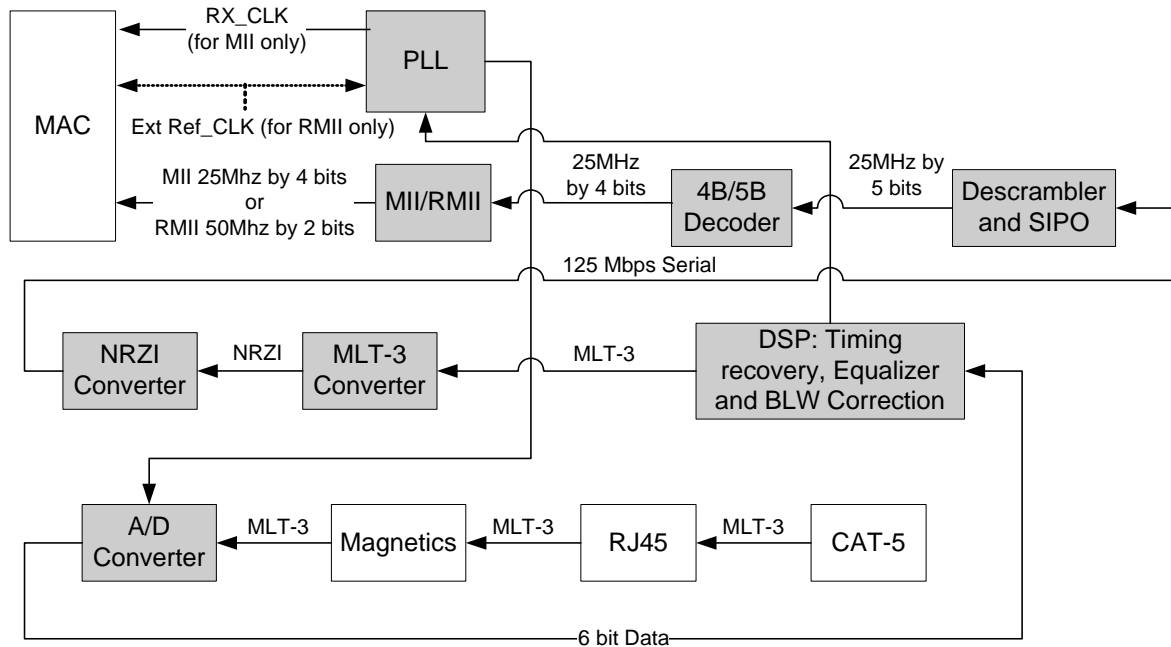 RX_CLK
(for MII only)
PLL
MAC
Ext Ref_CLK (for RMII only)
MII 25Mhz by 4 bits
or
RMII 50Mhz by 2 bits
MII/RMII
25MHz
by 4 bits
4B/5B
Decoder
25MHz by
5 bits
Descrambler
and SIPO
125 Mbps Serial
NRZI
Converter
NRZI
MLT-3
Converter
MLT-3
DSP: Timing
recovery, Equalizer
and BLW Correction
A/D
Converter
MLT-3
Magnetics
MLT-3
RJ45
MLT-3
CAT-5
6 bit Data